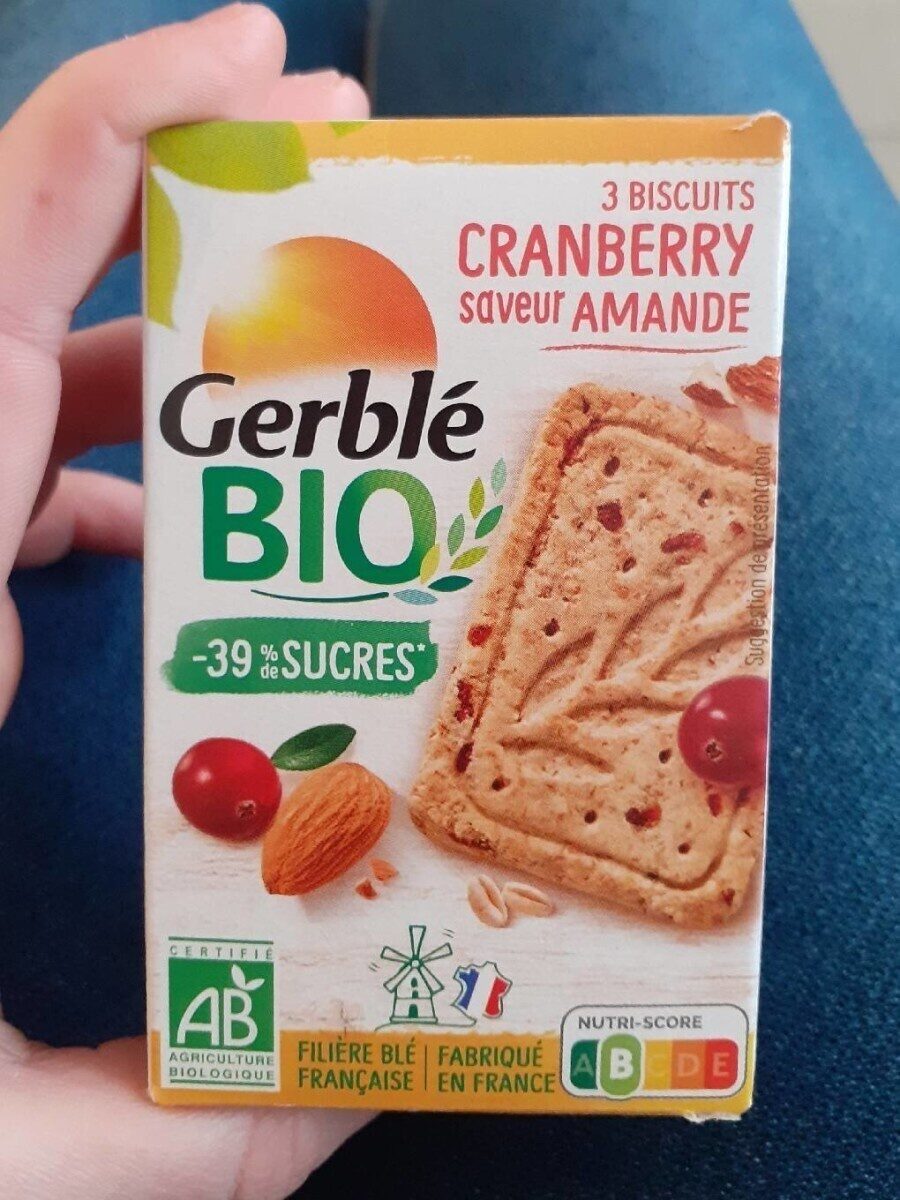 3 BISCUITS
CRANBERRY
saveur AMANDE
Gerblé
BIO
-39 % de SUCRES*
Suggestion de présentation
CERTIFIÉ
AB
AGRICULTURE
BIOLOGIQUE
FILIÈRE BLÉ
FRANÇAISE
FABRIQUÉ
EN FRANCE
NUTRI-SCORE
A B C D E